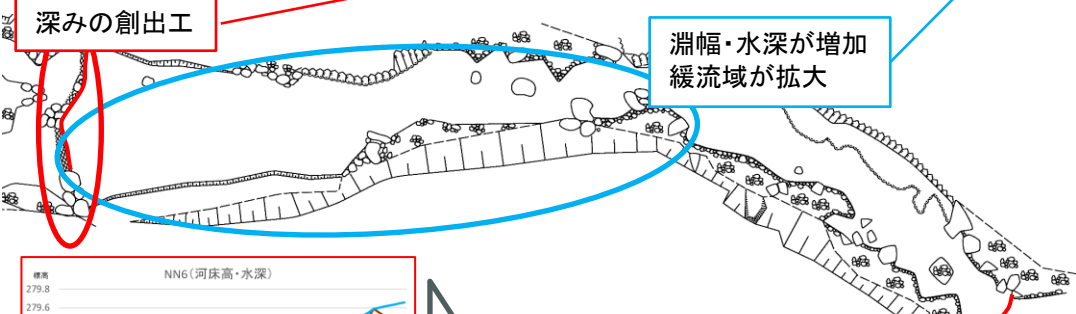 深みの創出工
淵幅・水深が増加
緩流域が拡大
標高
NN6(河床高・水深)
279.8
279.6